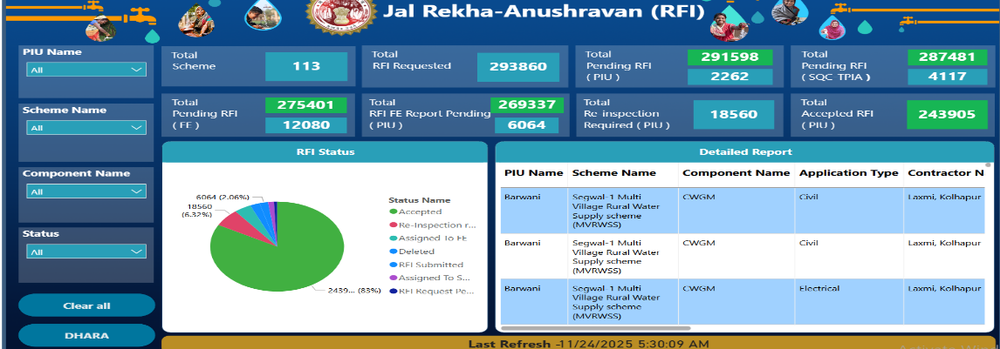 Jal Rekha-Anushravan (RFI)
PIU Name
All
Scheme Name
All
Component Name
All
Status
All
Clear all
DHARA
Total
Scheme
113
Total
RFI Requested
293860
Total
Pending RFI
( PIU )
291598
2262
Total
Pending RFI
( SQC TPIA )
287481
4117
Total
Pending RFI
( FE )
275401
12080
Total
RFI FE Report Pending
( PIU )
269337
6064
Total
Re-inspection
Required ( PIU )
18560
Total
Accepted RFI
( PIU )
243905
RFI Status
6064 (2.06%)
18560
(6.32%)
2439... (83%)
Status Name
Accepted
Re-Inspection r...
Assigned To FE
Deleted
RFI Submitted
Assigned To S...
RFI Request Pe...
Detailed Report
PIU Name Scheme Name Component Name Application Type Contractor N
Barwani Segwal-1 Multi CWGM Civil Laxmi, Kolhapur
Village Rural Water
Supply scheme
(MVRWSS)
Barwani Segwal-1 Multi CWGM Civil Laxmi, Kolhapur
Village Rural Water
Supply scheme
(MVRWSS)
Barwani Segwal-1 Multi CWGM Electrical Laxmi, Kolhapur
Village Rural Water
Supply scheme
(MVRWSS)
Last Refresh -11/24/2025 5:30:09 AM